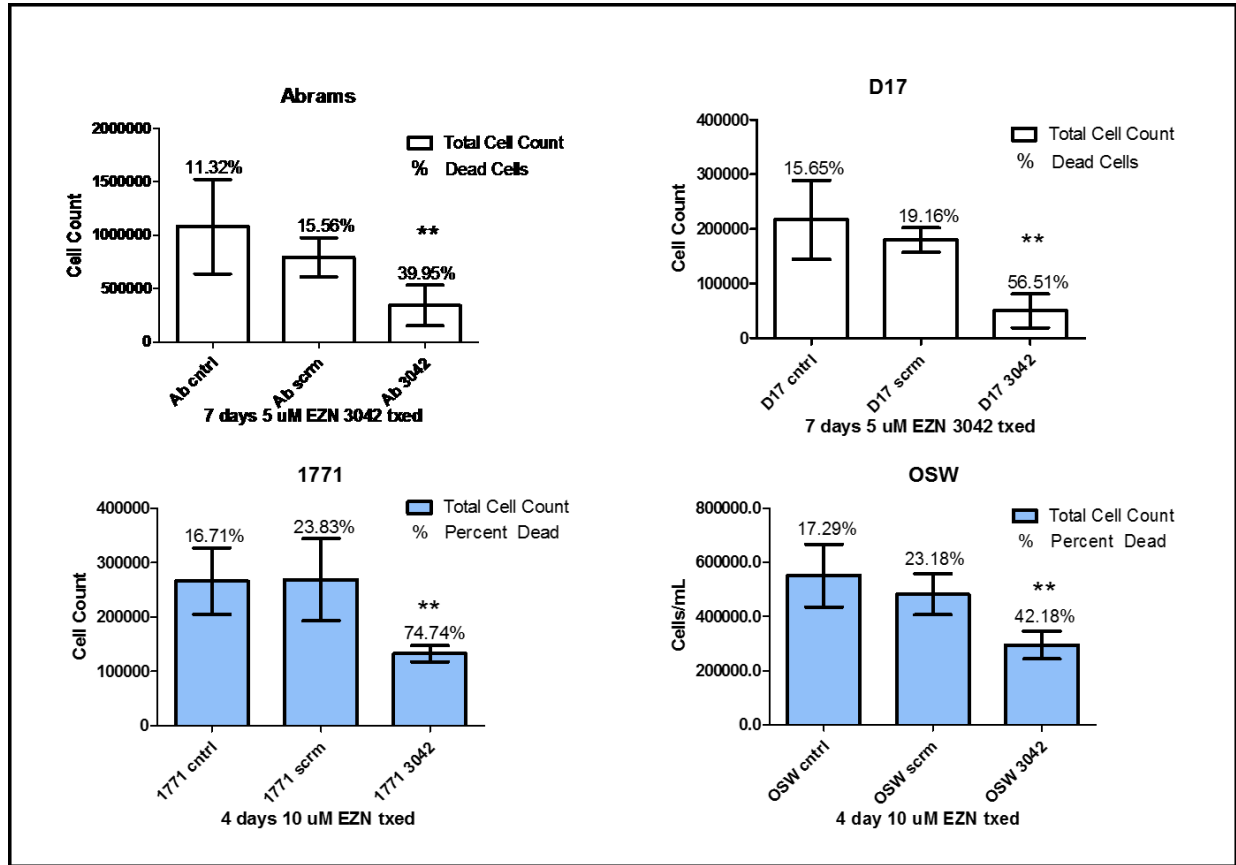 Abrams
2000000
1500000
1000000
500000
0
Cell Count
Total Cell Count
% Dead Cells
11.32%
15.56%
**
39.95%
Ab cntrl
Ab scrm
Ab 3042
7 days 5 uM EZN 3042 txed
D17
400000
300000
200000
100000
0
Cell Count
Total Cell Count
% Dead Cells
15.65%
19.16%
**
56.51%
D17 cntrl
D17 scrm
D17 3042
7 days 5 uM EZN 3042 txed
1771
400000
300000
200000
100000
0
Cell Count
Total Cell Count
% Percent Dead
16.71%
23.83%
**
74.74%
1771 cntrl
1771 scrm
1771 3042
4 days 10 uM EZN txed
OSW
800000.0
600000.0
400000.0
200000.0
0.0
Cells/mL
Total Cell Count
% Percent Dead
17.29%
23.18%
**
42.18%
OSW cntrl
OSW scrm
OSW 3042
4 day 10 uM EZN txed